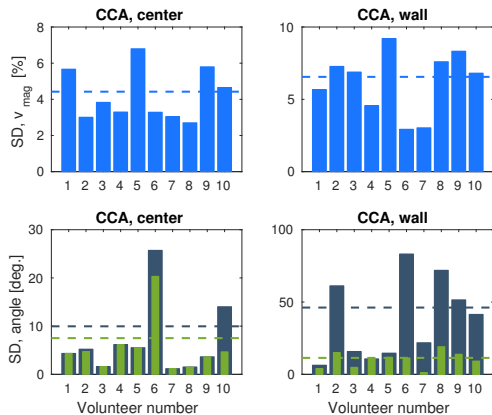 CCA, center
CCA, wall
SD, v mag [%]
8
6
4
2
0
1 2 3 4 5 6 7 8 9 10
10
5
0
1 2 3 4 5 6 7 8 9 10
CCA, center
CCA, wall
SD, angle [deg.]
30
20
10
0
1 2 3 4 5 6 7 8 9 10
Volunteer number
100
50
0
1 2 3 4 5 6 7 8 9 10
Volunteer number